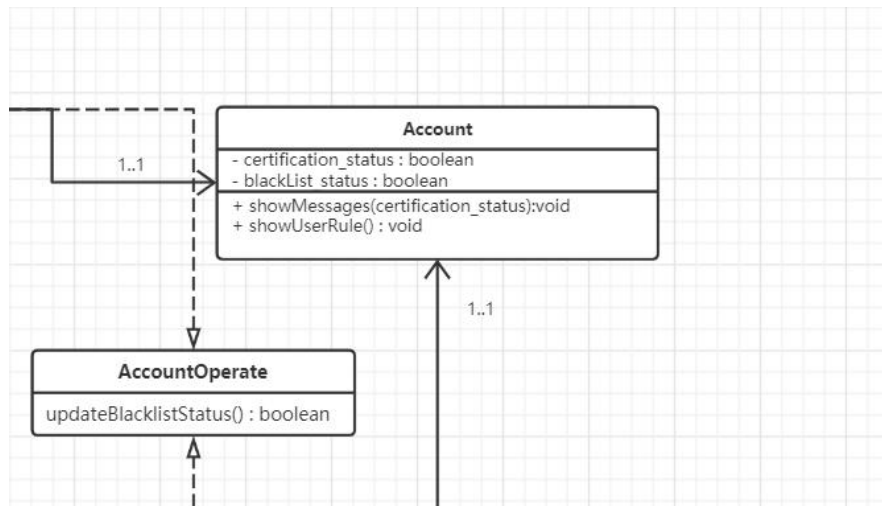 Account
- certification_status : boolean
- blackList_status : boolean
+ showMessages(certification_status):void
+ showUserRule() : void
1..1
1..1
AccountOperate
updateBlacklistStatus() : boolean